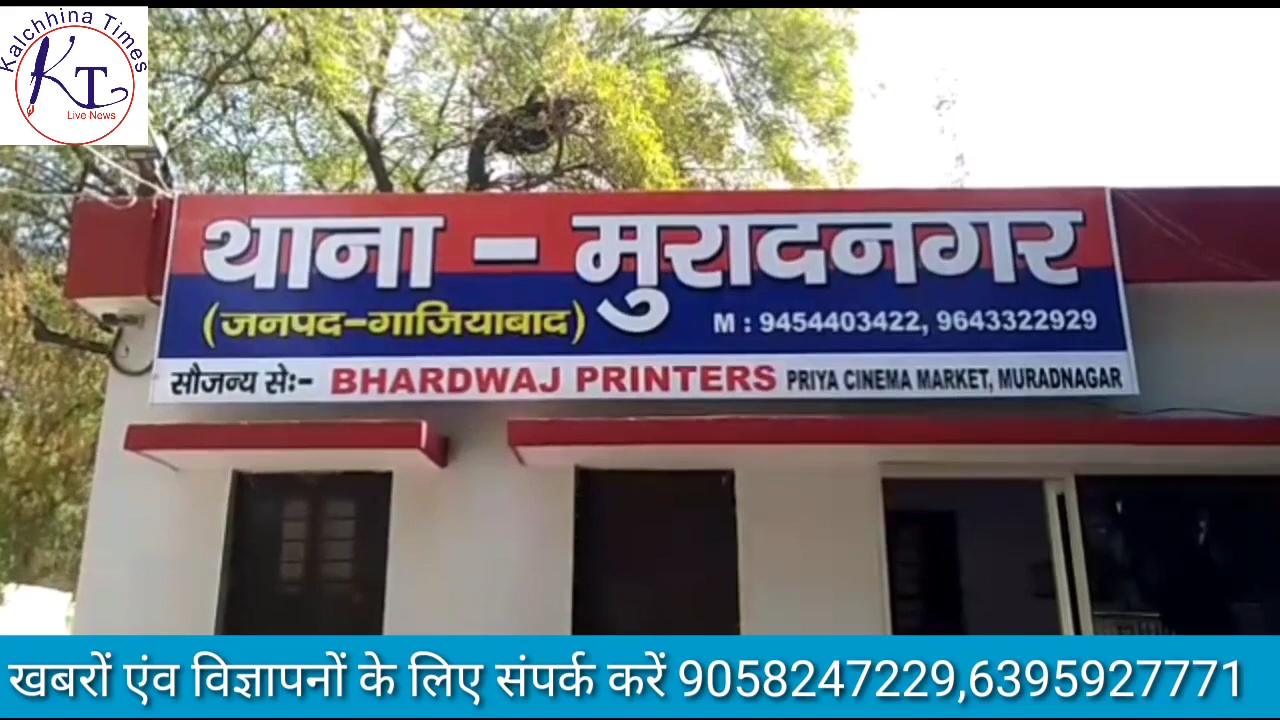 Kalchhina Times
KT
Live News
थाना - मुरादनगर
(जनपद-गाजियाबाद)
M : 9454403422, 9643322929
सौजन्य से:- BHARDWAJ PRINTERS PRIYA CINEMA MARKET, MURADNAGAR
खबरों एंव विज्ञापनों के लिए संपर्क करें 9058247229,6395927771